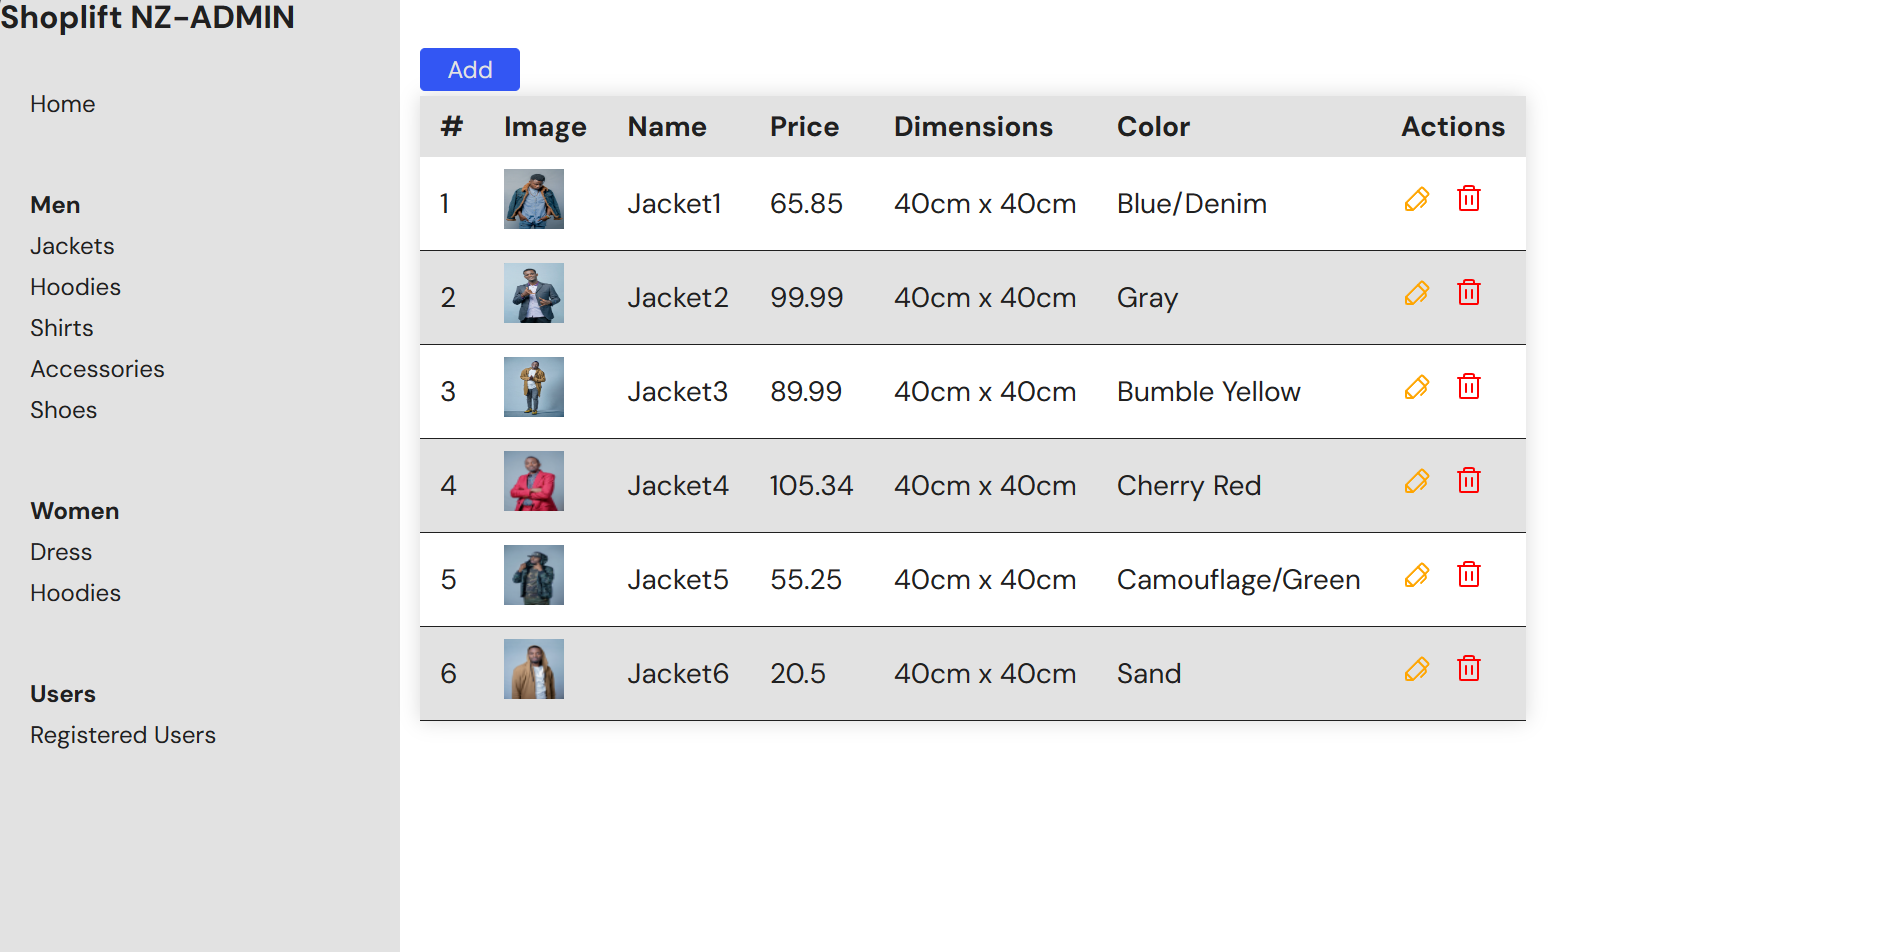 Shoplift NZ-ADMIN
Home
Men
Jackets
Hoodies
Shirts
Accessories
Shoes
Women
Dress
Hoodies
Users
Registered Users
Add
# Image Name Price Dimensions Color Actions
1 Jacket1 65.85 40cm x 40cm Blue/Denim
2 Jacket2 99.99 40cm x 40cm Gray
3 Jacket3 89.99 40cm x 40cm Bumble Yellow
4 Jacket4 105.34 40cm x 40cm Cherry Red
5 Jacket5 55.25 40cm x 40cm Camouflage/Green
6 Jacket6 20.5 40cm x 40cm Sand